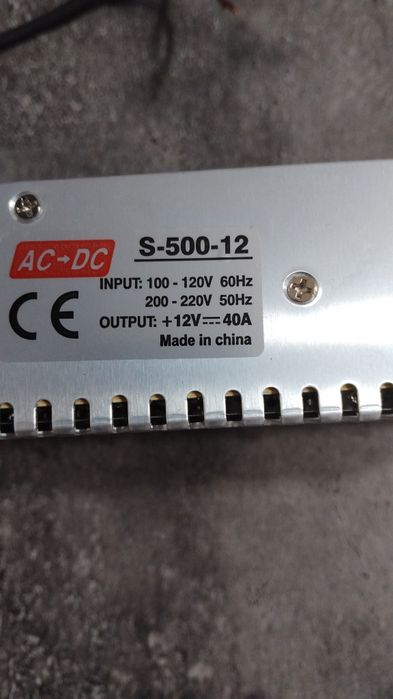 AC→DC
S-500-12
INPUT: 100 - 120V 60Hz
200 - 220V 50Hz
CE
OUTPUT: +12V⎓40A
Made in china